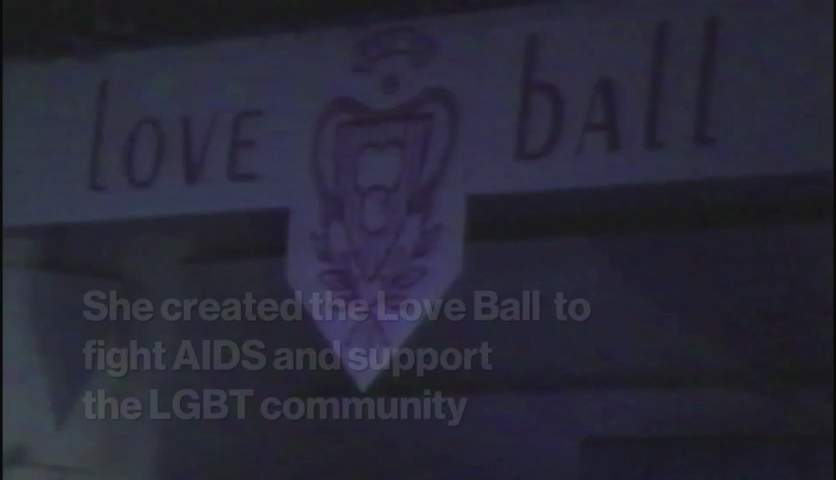 love ball
She created the Love Ball to
fight AIDS and support
the LGBT community